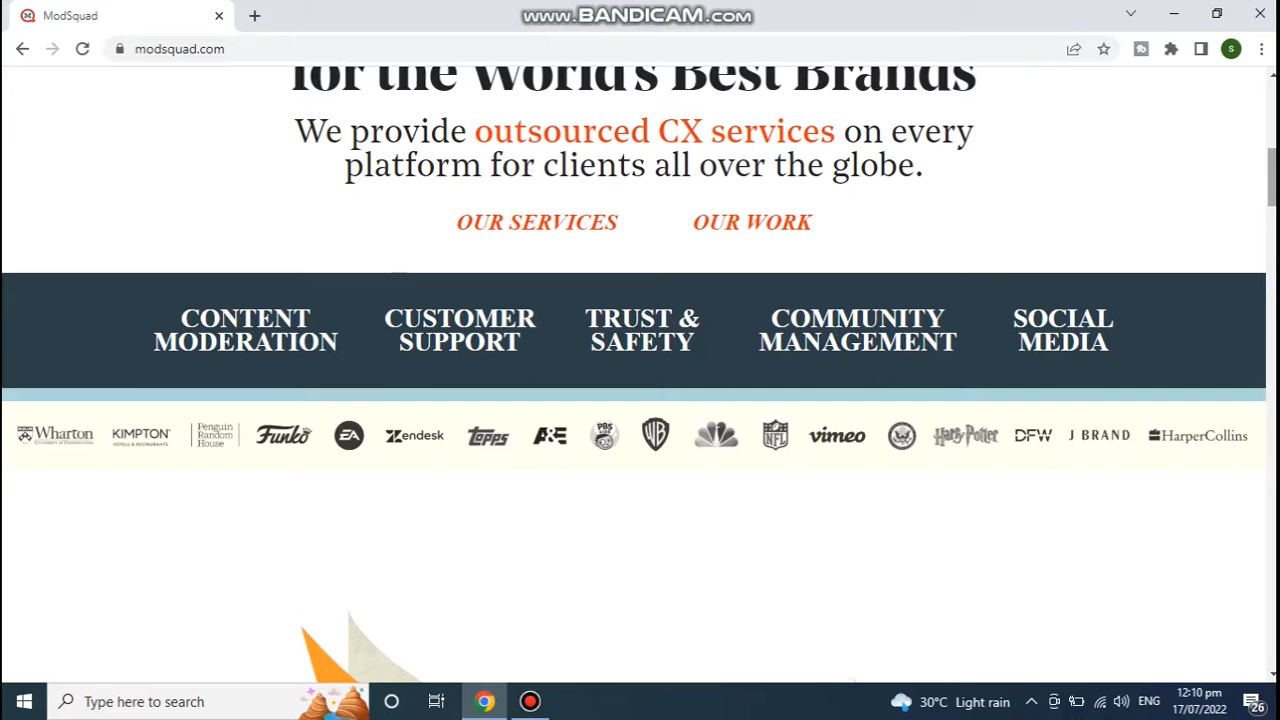 ModSquad
www.BANDICAM.com
modsquad.com
S
for the World's Best Brands
We provide outsourced CX services on every
platform for clients all over the globe.
OUR SERVICES OUR WORK
CONTENT MODERATION
CUSTOMER SUPPORT
TRUST & SAFETY
COMMUNITY MANAGEMENT
SOCIAL MEDIA
Wharton KIMPTON Penguin Random House Funko EA zendesk Topps A&E PBS WB NFL vimeo Harry Potter DFW J BRAND HarperCollins
Type here to search
30°C Light rain
ENG
12:10 pm
17/07/2022
26